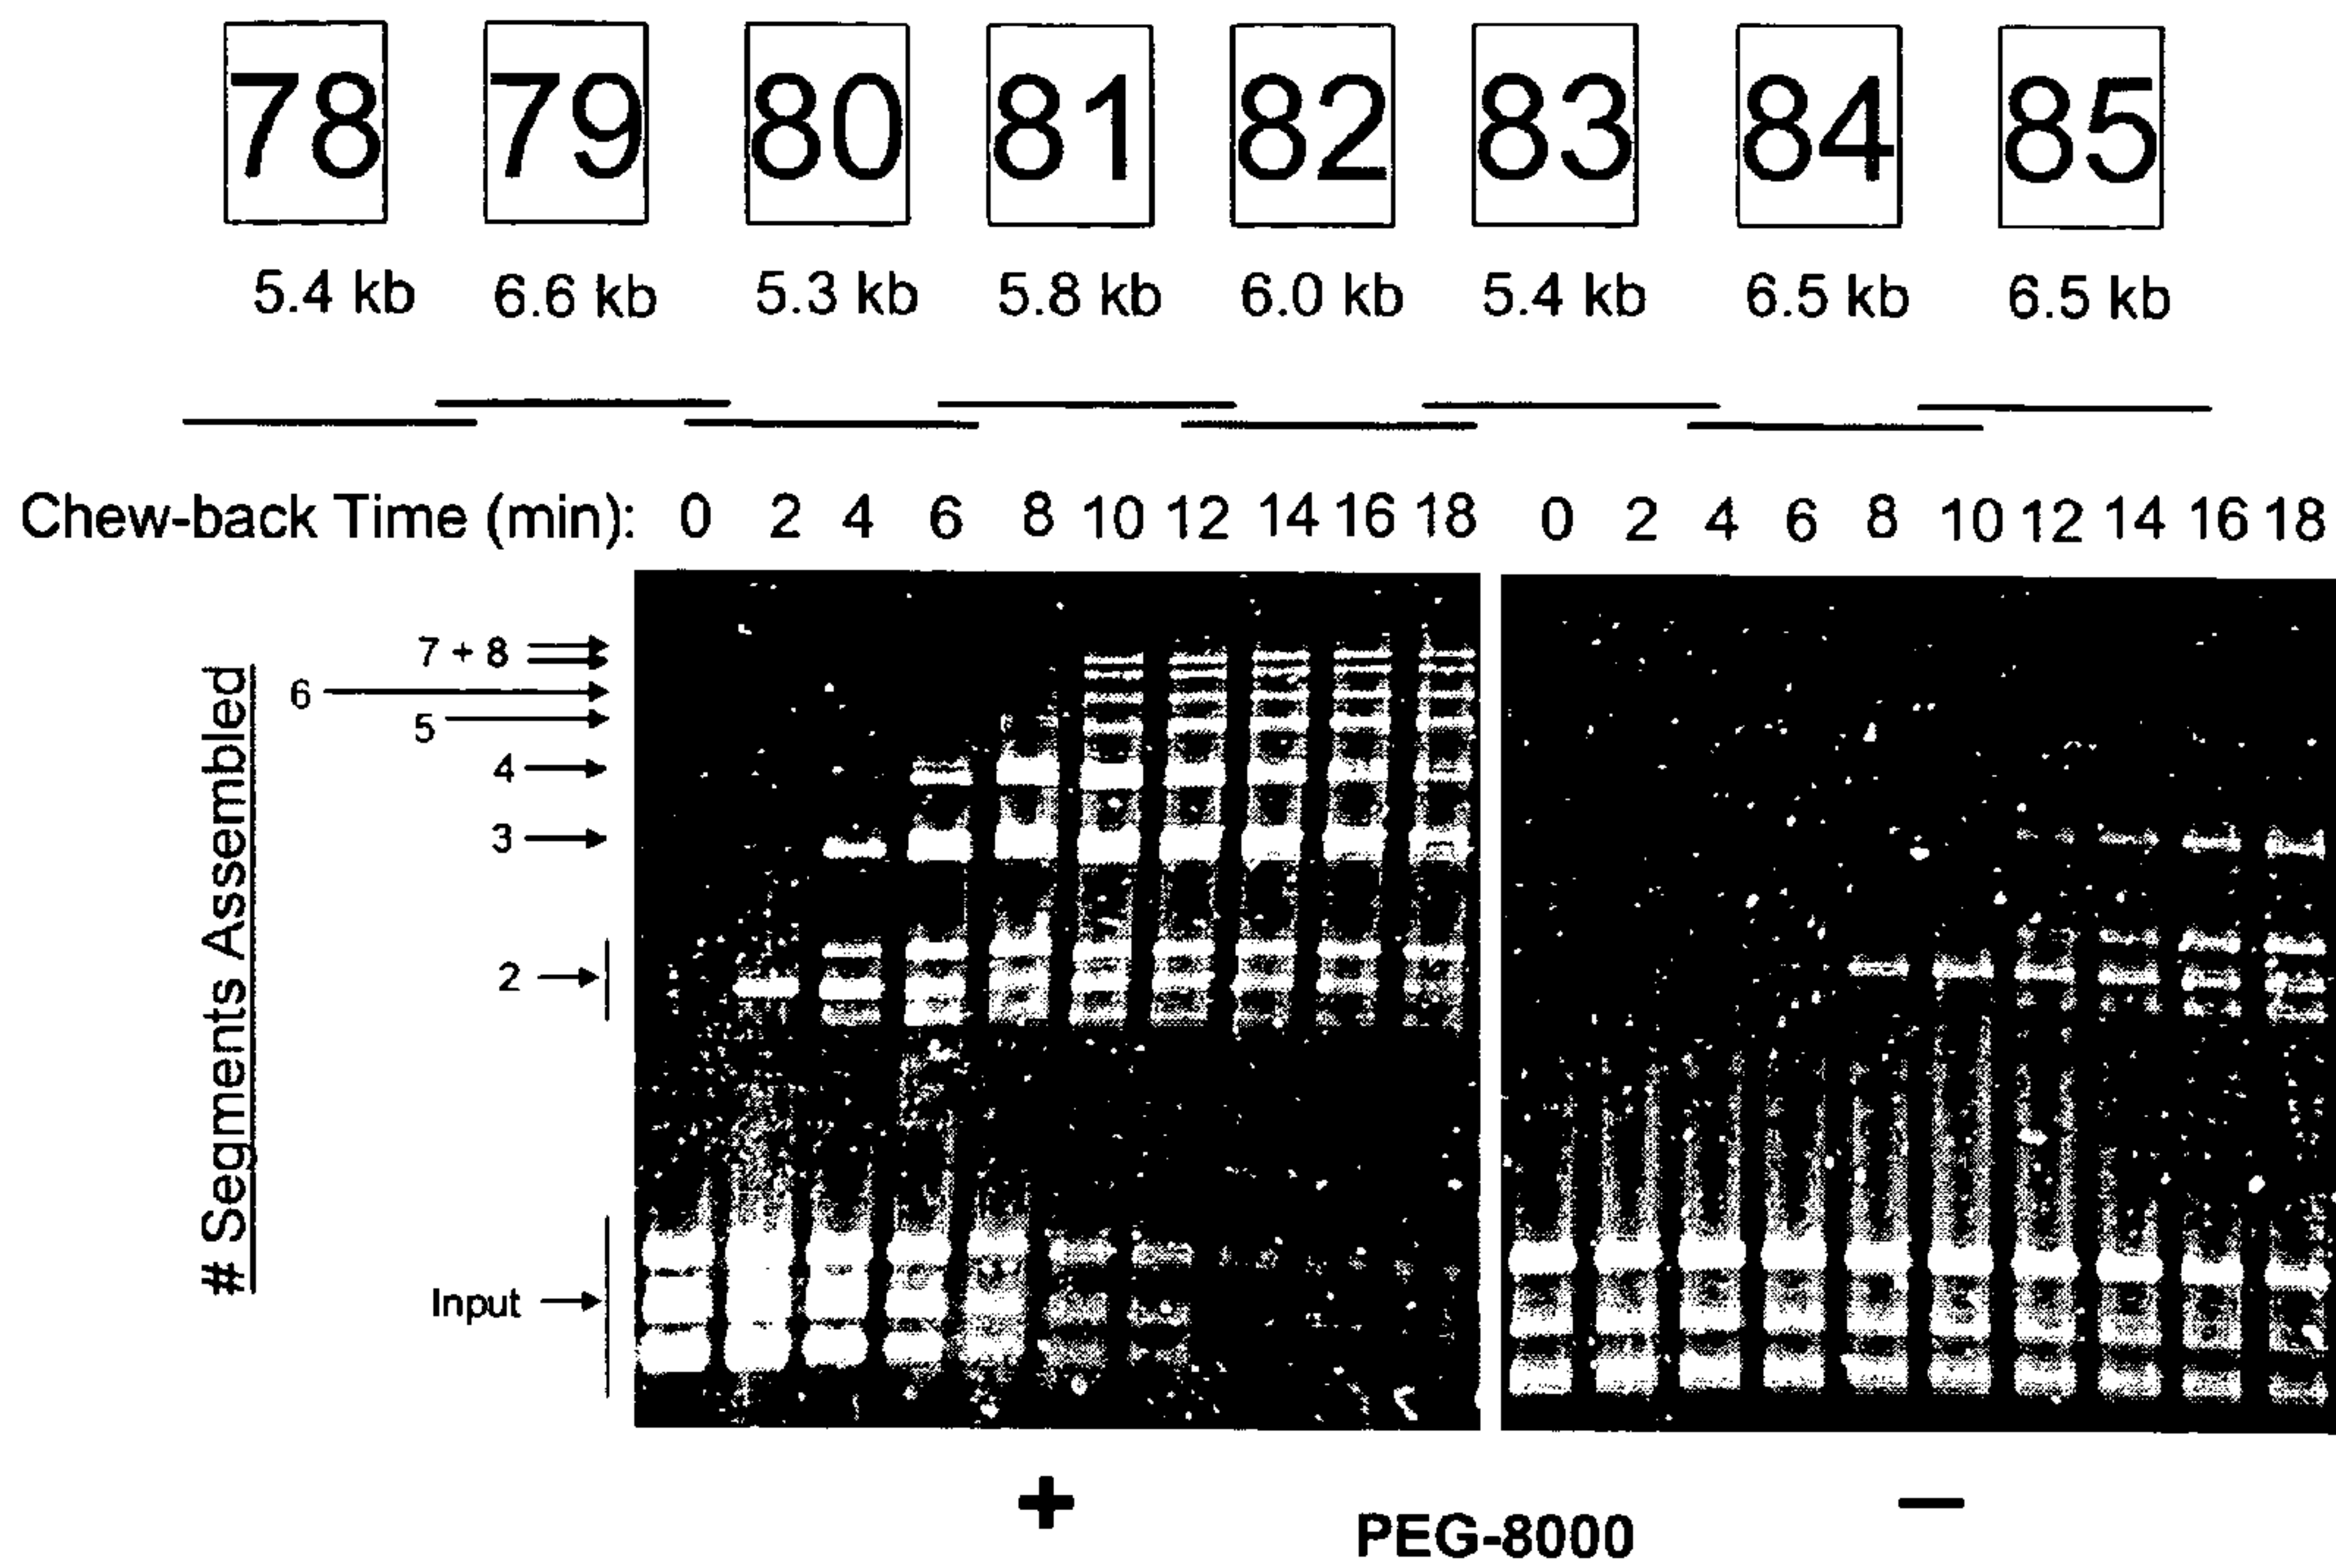 78 79 80 81 82 83 84 85
5.4 kb 6.6 kb 5.3 kb 5.8 kb 6.0 kb 5.4 kb 6.5 kb 6.5 kb
Chew-back Time (min): 0 2 4 6 8 10 12 14 16 18 0 2 4 6 8 10 12 14 16 18
# Segments Assembled
7 + 8
6
5
4
3
2
Input
+ −
PEG-8000